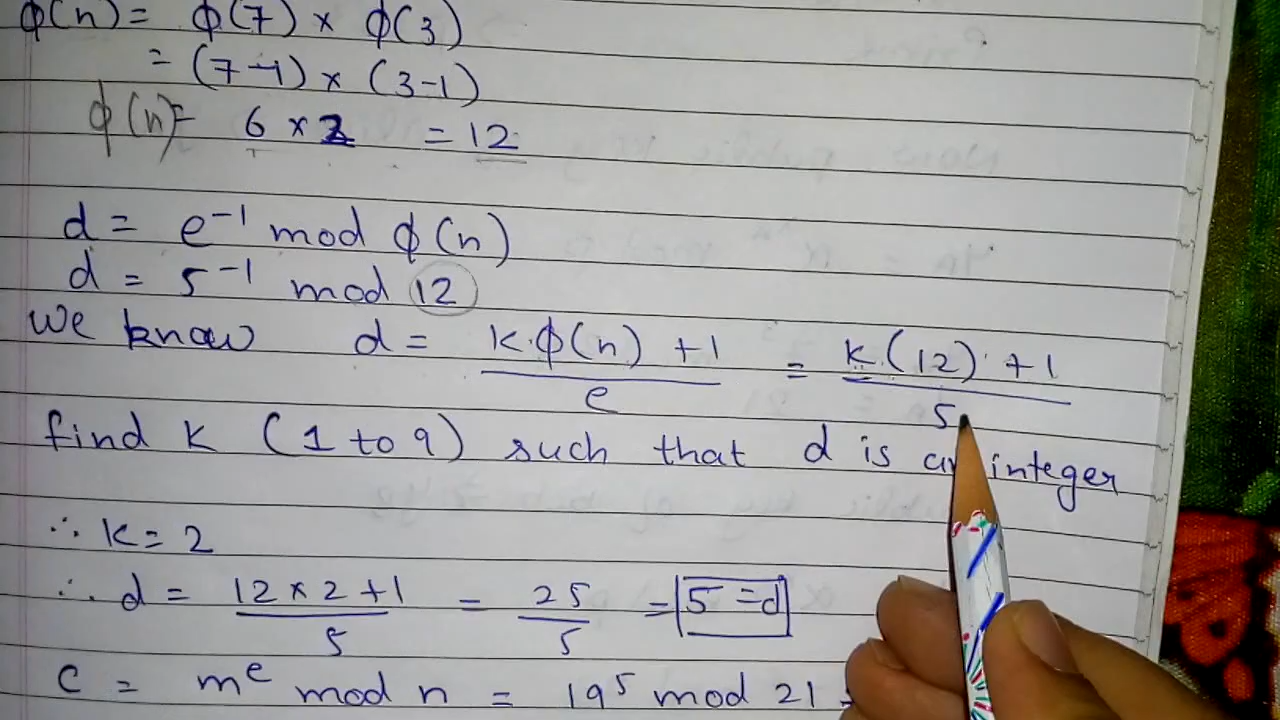 ϕ(n) = ϕ(7) × ϕ(3)
= (7-1) × (3-1)
ϕ(n) = 6 × 2 = 12
d = e⁻¹ mod ϕ(n)
d = 5⁻¹ mod 12
we know d = k.ϕ(n) + 1 / e = k.(12) + 1 / 5
find k (1 to 9) such that d is an integer
∴ k = 2
∴ d = 12 × 2 + 1 / 5 = 25 / 5 = 5 = d
c = mᵉ mod n = 19⁵ mod 21